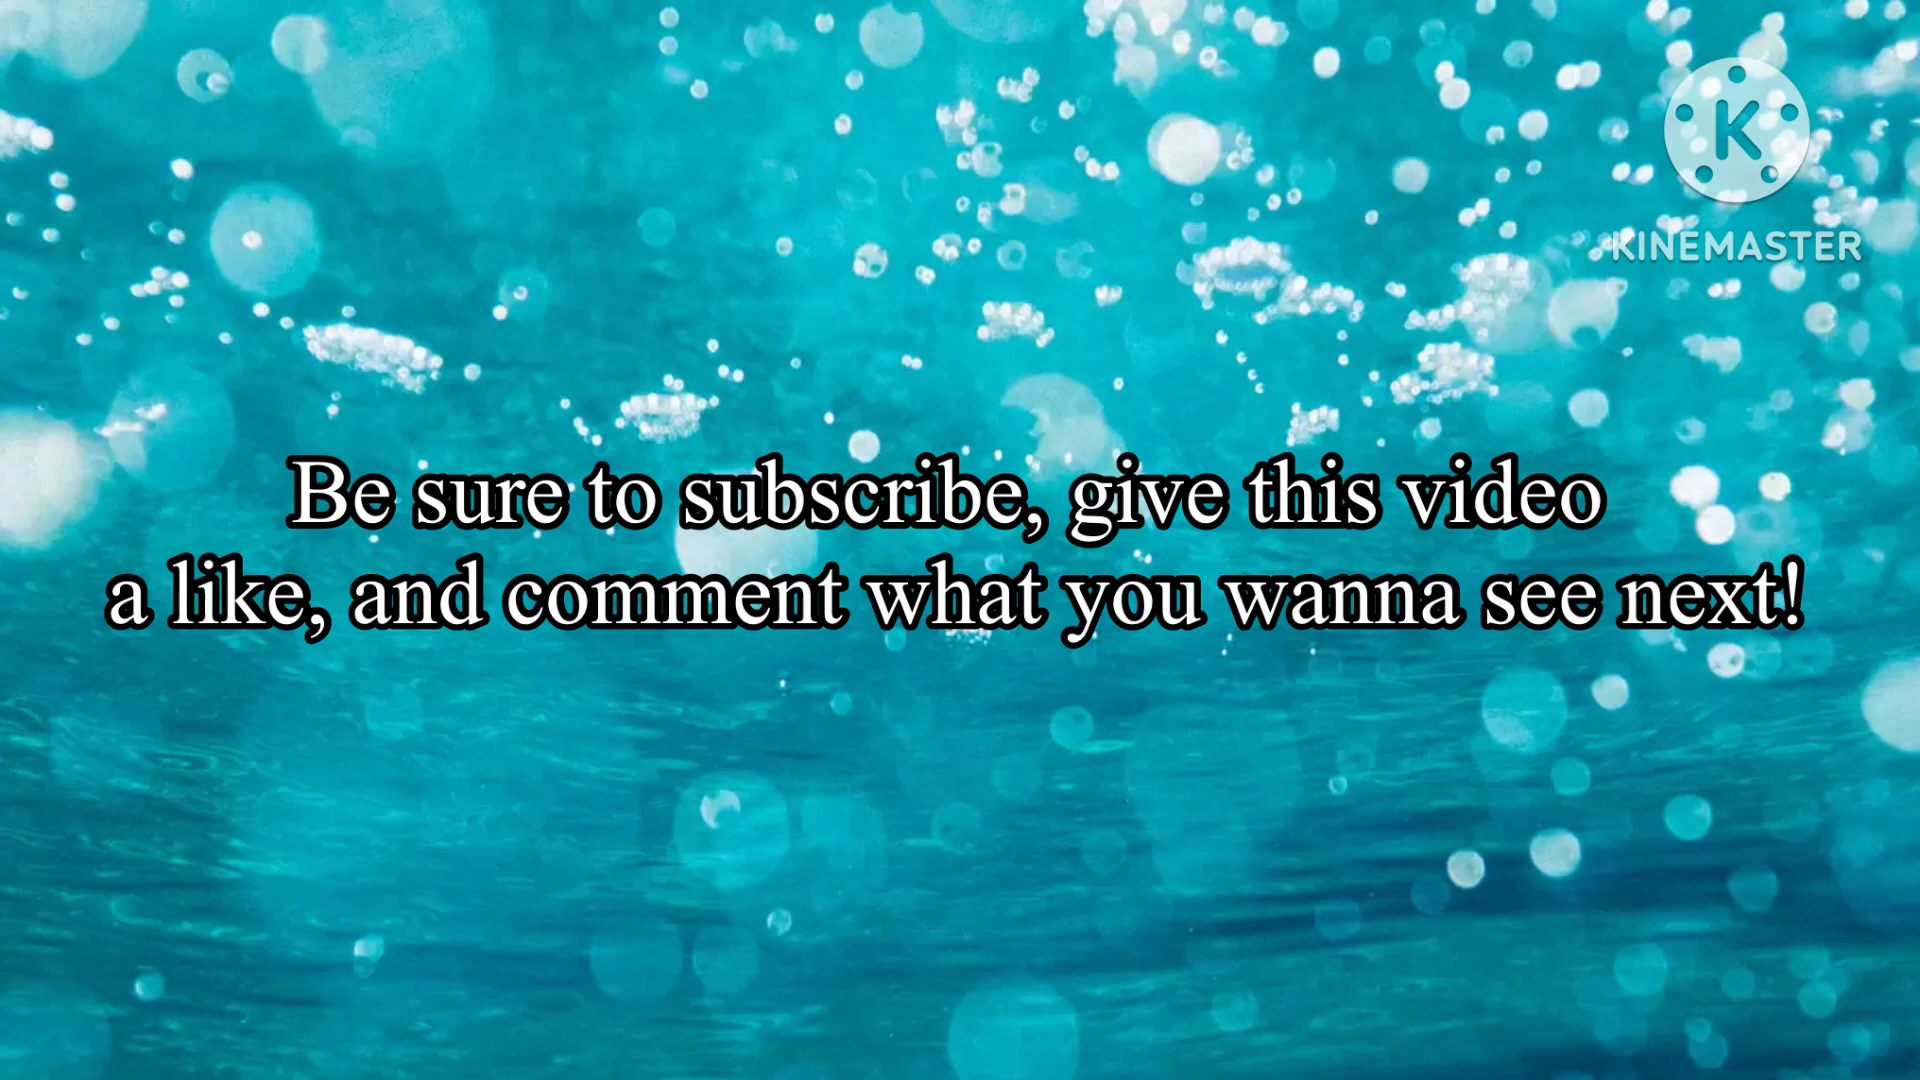 K
KINEMASTER
Be sure to subscribe, give this video
a like, and comment what you wanna see next!